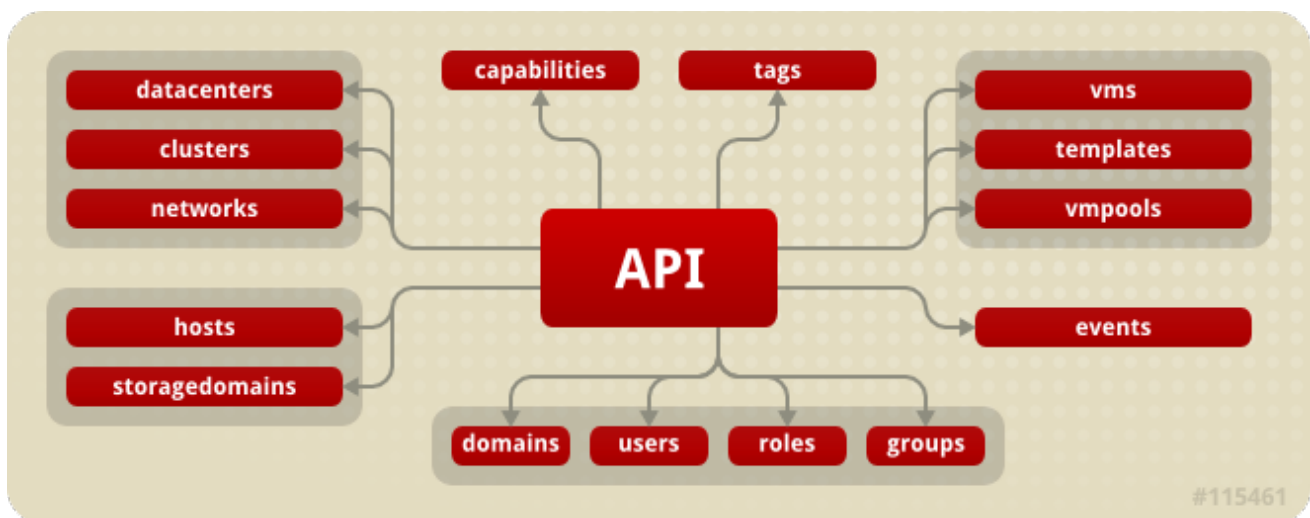 capabilities
tags
datacenters
clusters
networks
vms
templates
vmpools
API
hosts
storagedomains
events
domains
users
roles
groups
#115461